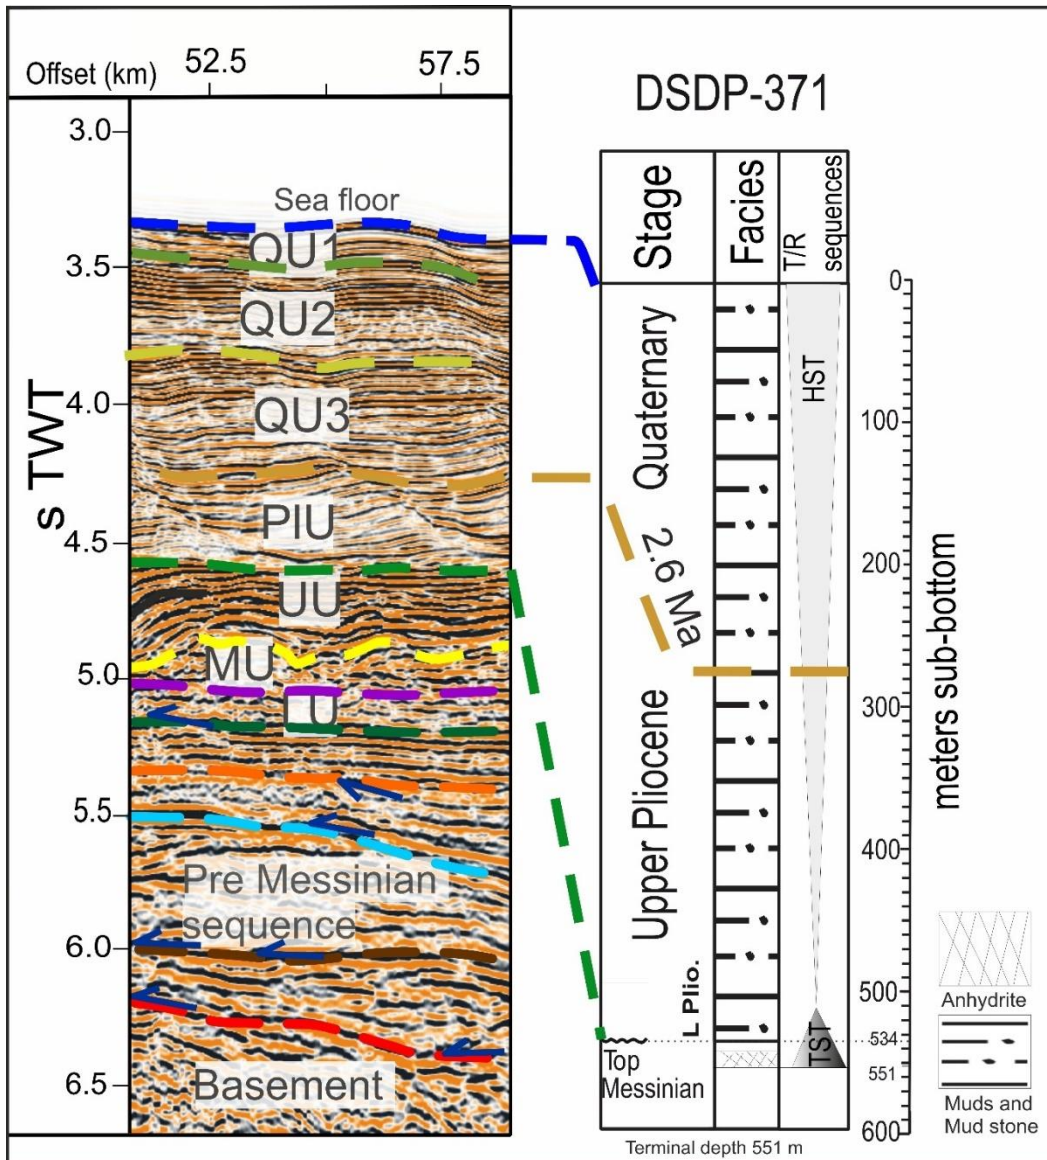 Offset (km)
52.5
57.5
3.0
3.5
4.0
4.5
5.0
5.5
6.0
6.5
s TWT
Sea floor
QU1
QU2
QU3
PlU
UU
MU
LU
Pre Messinian
sequence
Basement
DSDP-371
Stage
Facies
T/R
sequences
Quaternary
2.6 Ma
Upper Pliocene
L Plio.
Top
Messinian
HST
TST
0
100
200
300
400
500
534
551
600
meters sub-bottom
Anhydrite
Muds and
Mud stone
Terminal depth 551 m